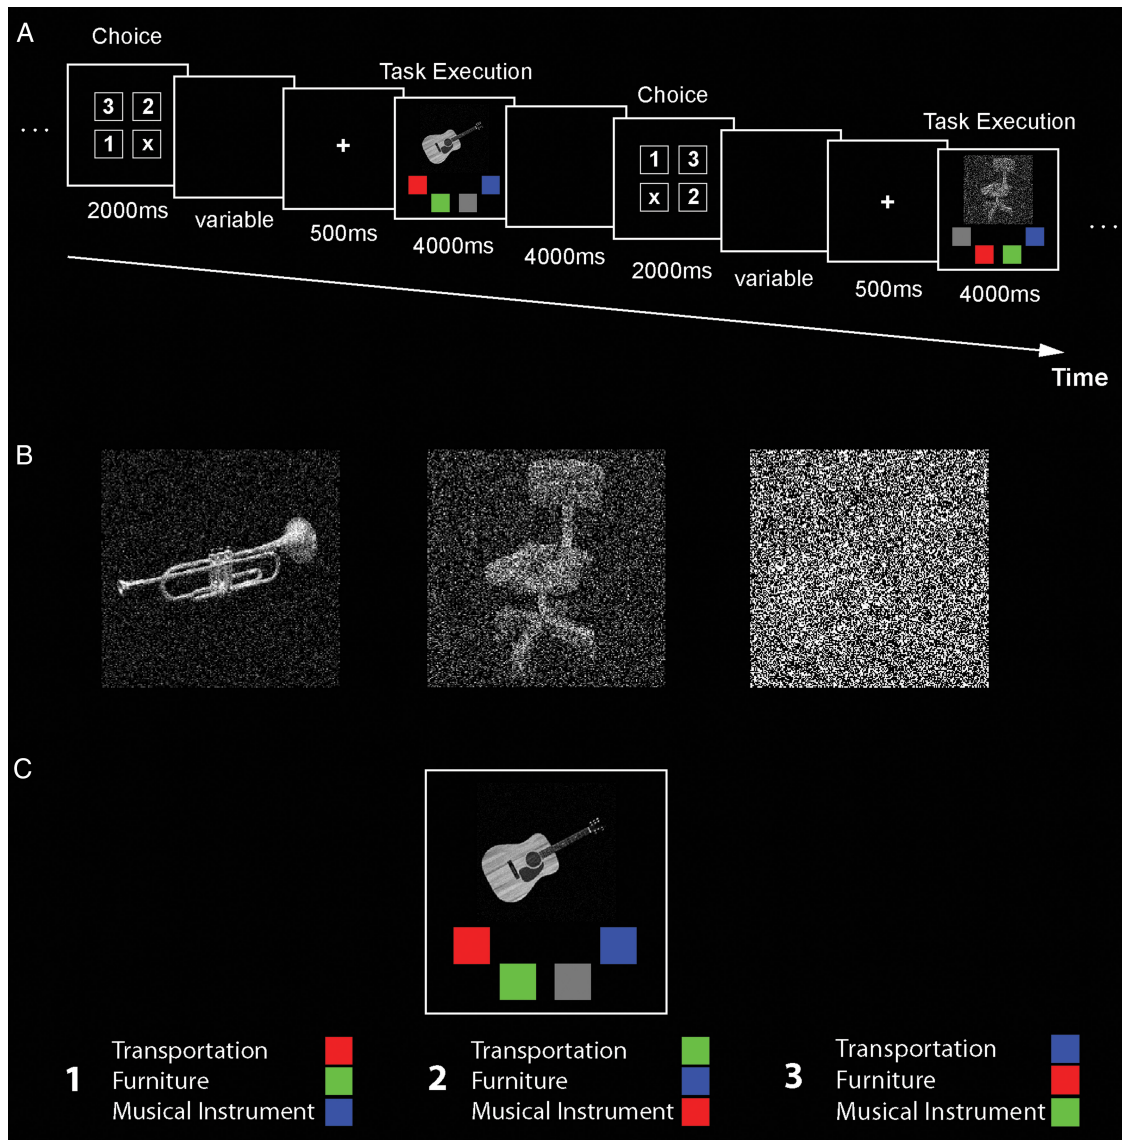 A
Choice
Task Execution
Choice
Task Execution
3 2
1 x
+
1 3
x 2
+
...
...
2000ms
variable
500ms
4000ms
4000ms
2000ms
variable
500ms
4000ms
Time
B
C
1
Transportation
Furniture
Musical Instrument
2
Transportation
Furniture
Musical Instrument
3
Transportation
Furniture
Musical Instrument